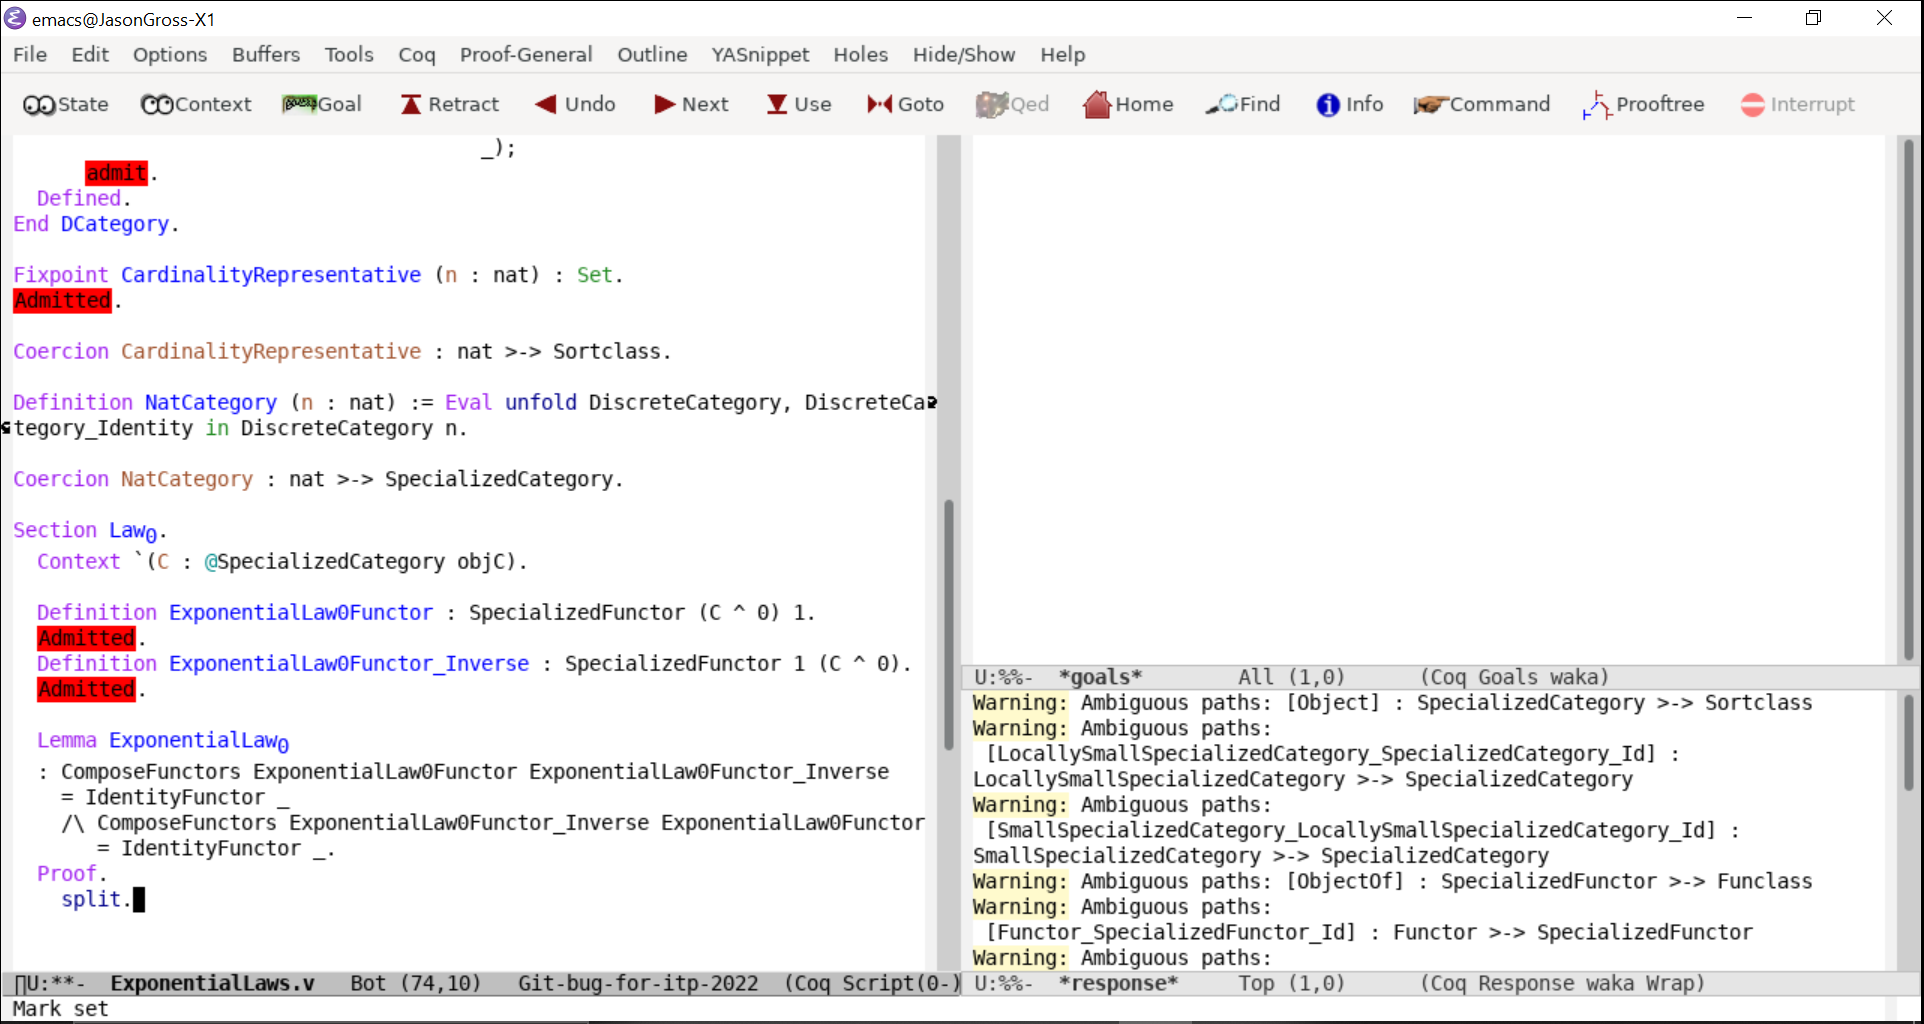 emacs@JasonGross-X1
File Edit Options Buffers Tools Coq Proof-General Outline YASnippet Holes Hide/Show Help
State Context Goal Retract Undo Next Use Goto Qed Home Find Info Command Prooftree Interrupt
_);
admit.
Defined.
End DCategory.
Fixpoint CardinalityRepresentative (n : nat) : Set.
Admitted.
Coercion CardinalityRepresentative : nat >-> Sortclass.
Definition NatCategory (n : nat) := Eval unfold DiscreteCategory, DiscreteCa
tegory_Identity in DiscreteCategory n.
Coercion NatCategory : nat >-> SpecializedCategory.
Section Law₀.
Context `(C : @SpecializedCategory objC).
Definition ExponentialLaw0Functor : SpecializedFunctor (C ^ 0) 1.
Admitted.
Definition ExponentialLaw0Functor_Inverse : SpecializedFunctor 1 (C ^ 0).
Admitted.
Lemma ExponentialLaw₀
: ComposeFunctors ExponentialLaw0Functor ExponentialLaw0Functor_Inverse
= IdentityFunctor _
/\ ComposeFunctors ExponentialLaw0Functor_Inverse ExponentialLaw0Functor
= IdentityFunctor _.
Proof.
split.
U:**- ExponentialLaws.v Bot (74,10) Git-bug-for-itp-2022 (Coq Script(0-)
Mark set
U:%%- *goals* All (1,0) (Coq Goals waka)
Warning: Ambiguous paths: [Object] : SpecializedCategory >-> Sortclass
Warning: Ambiguous paths:
[LocallySmallSpecializedCategory_SpecializedCategory_Id] :
LocallySmallSpecializedCategory >-> SpecializedCategory
Warning: Ambiguous paths:
[SmallSpecializedCategory_LocallySmallSpecializedCategory_Id] :
SmallSpecializedCategory >-> SpecializedCategory
Warning: Ambiguous paths: [ObjectOf] : SpecializedFunctor >-> Funclass
Warning: Ambiguous paths:
[Functor_SpecializedFunctor_Id] : Functor >-> SpecializedFunctor
Warning: Ambiguous paths:
U:%%- *response* Top (1,0) (Coq Response waka Wrap)